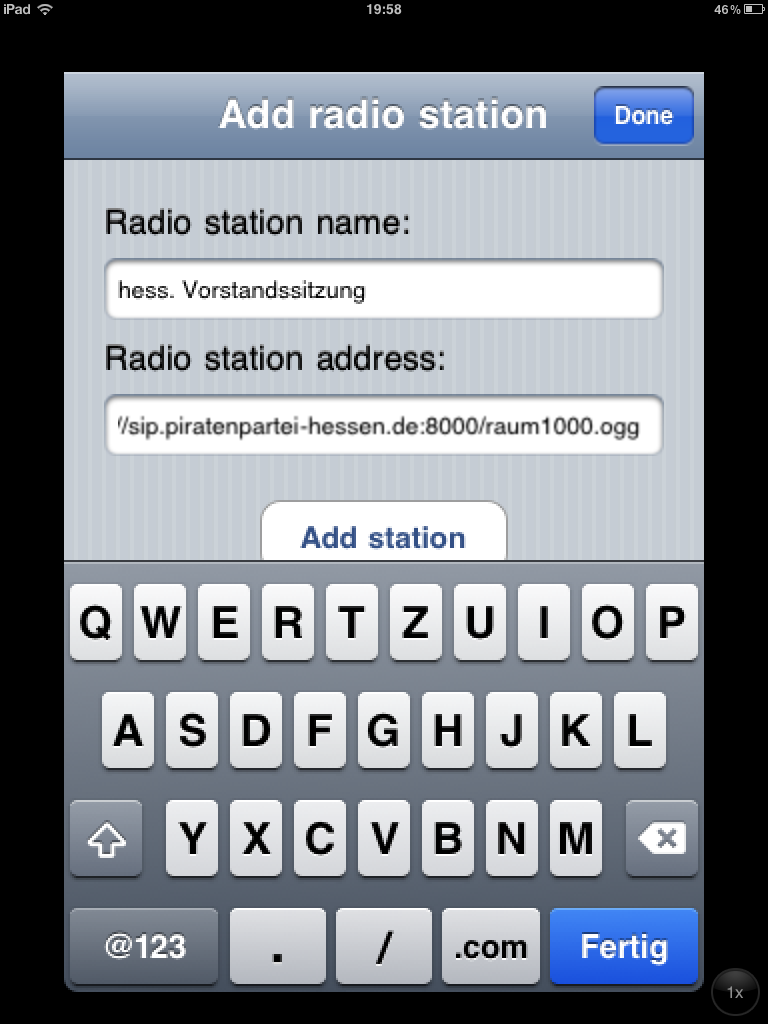 iPad 19:58 46%
Add radio station Done
Radio station name:
hess. Vorstandssitzung
Radio station address:
//sip.piratenpartei-hessen.de:8000/raum1000.ogg
Add station
Q W E R T Z U I O P
A S D F G H J K L
Y X C V B N M
@123 . / .com Fertig
1x